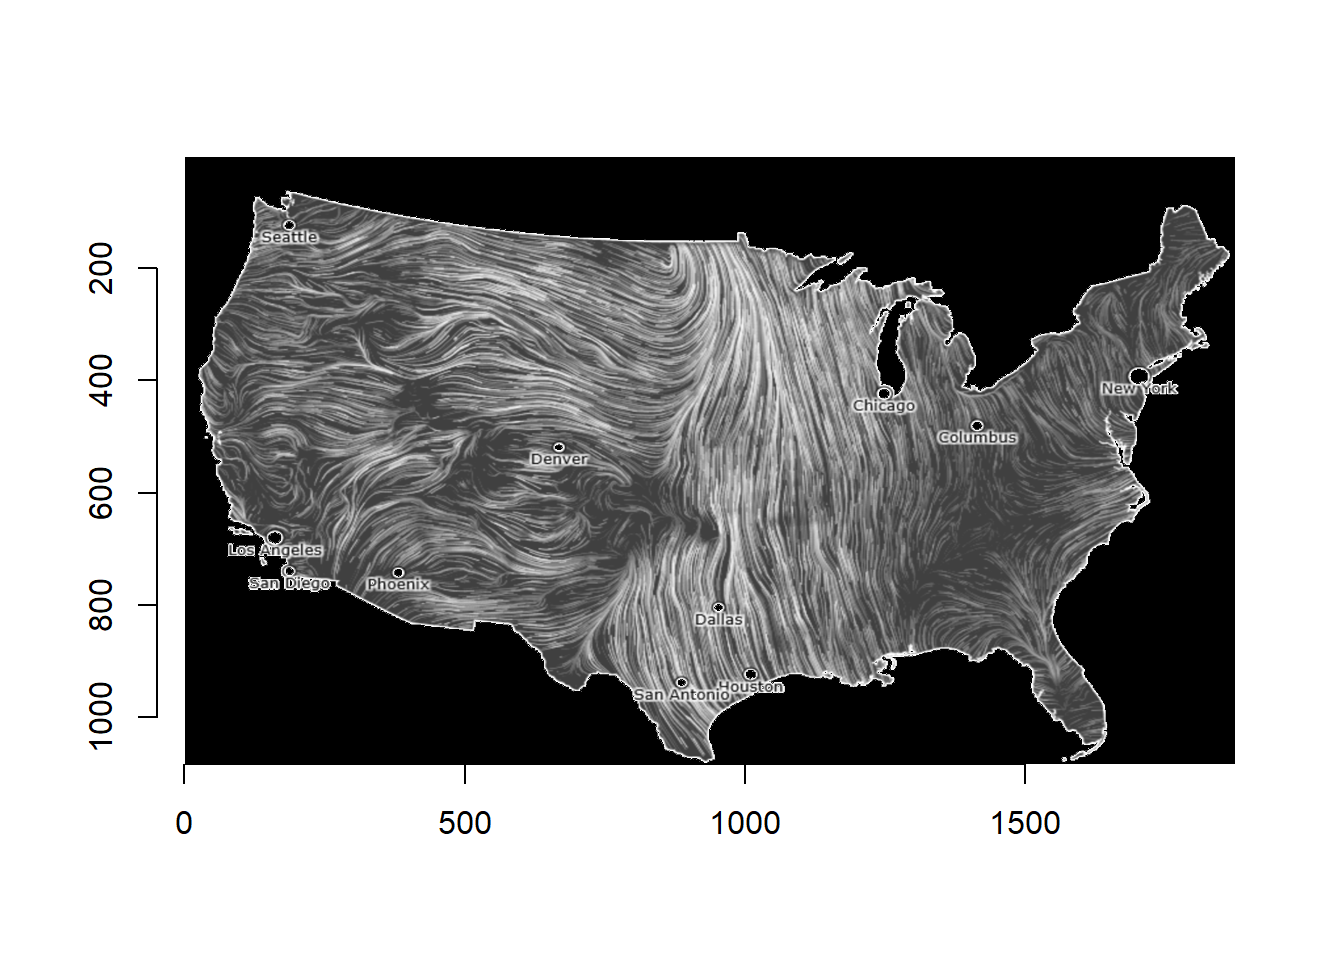 Seattle
200
400
New York
Chicago
Columbus
Denver
600
Los Angeles
San Diego
Phoenix
800
Dallas
San Antonio
Houston
1000
0
500
1000
1500